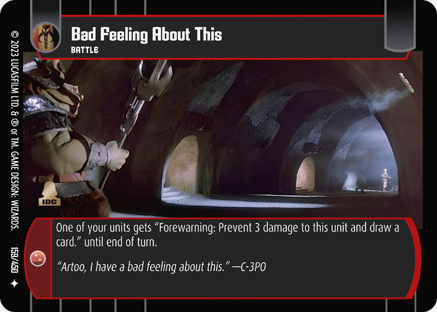 Bad Feeling About This
BATTLE
© 2023 LUCASFILM LTD. & ® OR TM. GAME DESIGN: WIZARDS.
159/450
IDC
One of your units gets "Forewarning: Prevent 3 damage to this unit and draw a
card." until end of turn.
"Artoo, I have a bad feeling about this." —C-3PO